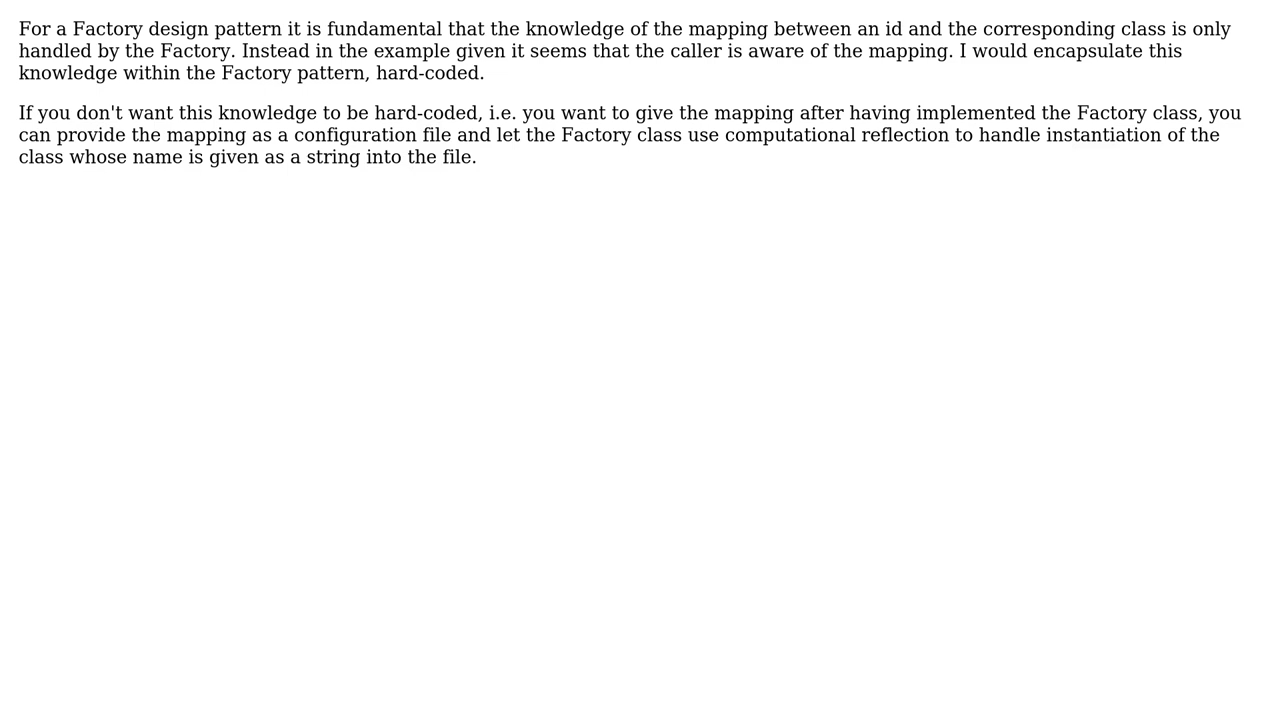 For a Factory design pattern it is fundamental that the knowledge of the mapping between an id and the corresponding class is only
handled by the Factory. Instead in the example given it seems that the caller is aware of the mapping. I would encapsulate this
knowledge within the Factory pattern, hard-coded.
If you don't want this knowledge to be hard-coded, i.e. you want to give the mapping after having implemented the Factory class, you
can provide the mapping as a configuration file and let the Factory class use computational reflection to handle instantiation of the
class whose name is given as a string into the file.